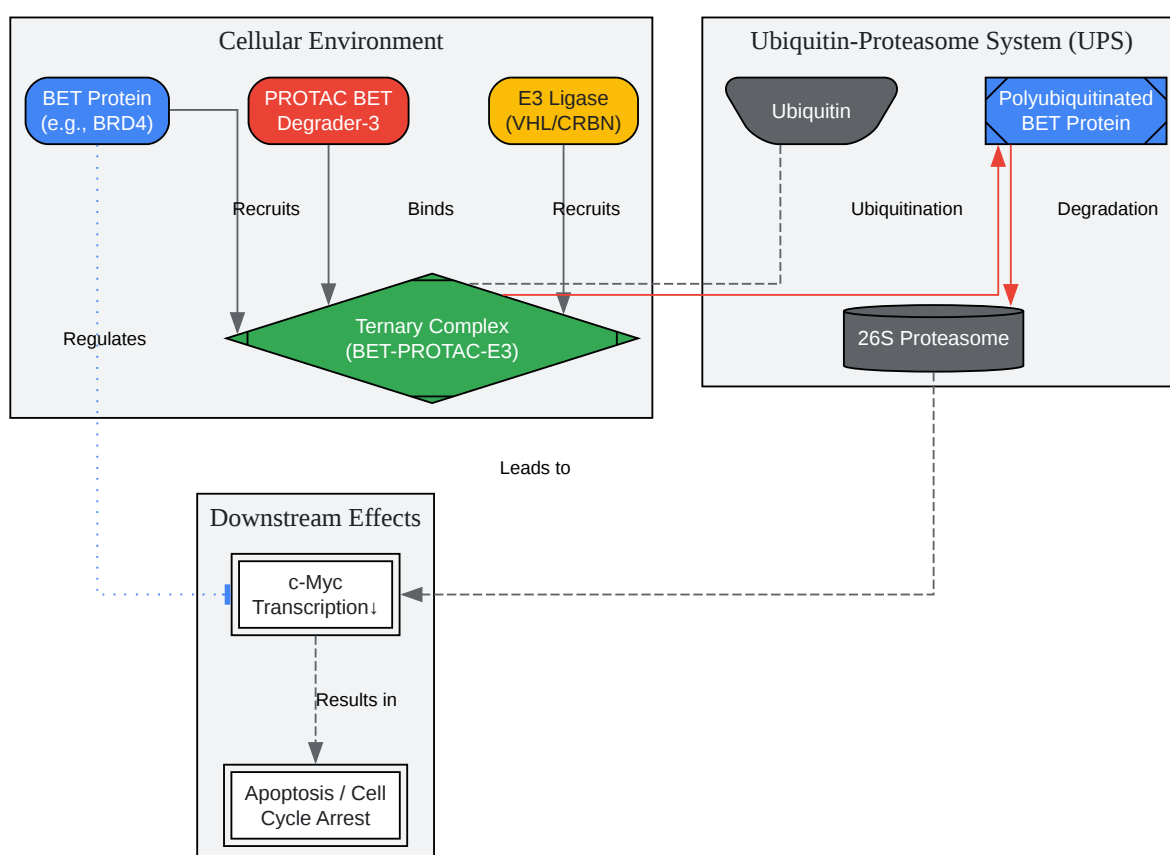 Cellular Environment
Ubiquitin-Proteasome System (UPS)
BET Protein
(e.g., BRD4)
PROTAC BET
Degrader-3
E3 Ligase
(VHL/CRBN)
Ubiquitin
Polyubiquitinated
BET Protein
Recruits
Binds
Recruits
Ubiquitination
Degradation
Regulates
Ternary Complex
(BET-PROTAC-E3)
26S Proteasome
Leads to
Downstream Effects
c-Myc
Transcription↓
Results in
Apoptosis / Cell
Cycle Arrest